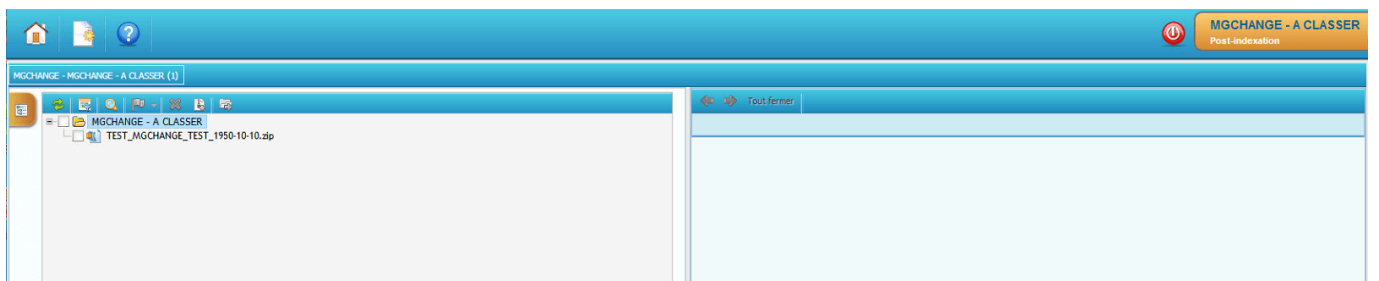 MGCHANGE - A CLASSER
Post-indexation
MGCHANGE - MGCHANGE - A CLASSER (1)
Tout fermer
MGCHANGE - A CLASSER
TEST_MGCHANGE_TEST_1950-10-10.zip